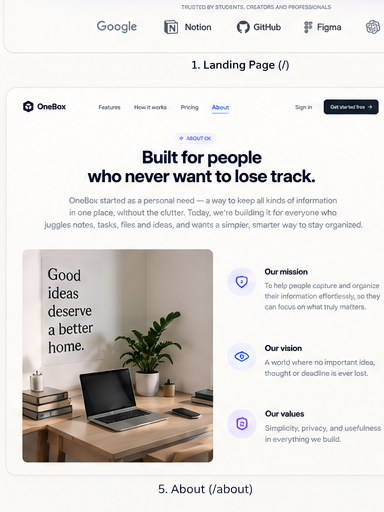 TRUSTED BY STUDENTS, CREATORS AND PROFESSIONALS
Google Notion GitHub Figma
1. Landing Page (/)
OneBox Features How it works Pricing About Sign in Get started free →
Built for people
who never want to lose track.
OneBox started as a personal need — a way to keep all kinds of information
in one place, without the clutter. Today, we're building it for everyone who
juggles notes, tasks, files and ideas, and wants a simpler, smarter way to stay organized.
Good
ideas
deserve
a better
home.
Our mission
To help people capture and organize
their information effortlessly, so they
can focus on what truly matters.
Our vision
A world where no important idea,
thought or deadline is ever lost.
Our values
Simplicity, privacy, and usefulness
in everything we build.
5. About (/about)